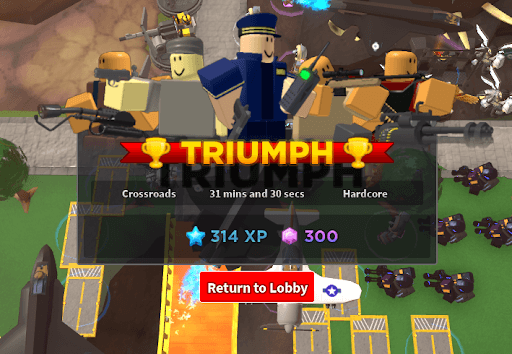 TRIUMPH
Crossroads 31 mins and 30 secs Hardcore
314 XP 300
Return to Lobby